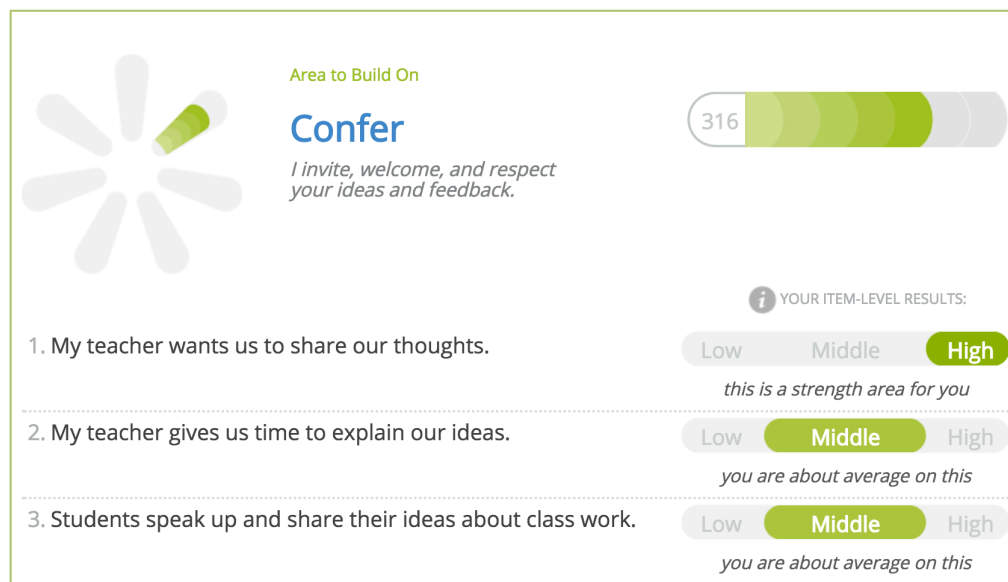 Area to Build On
Confer
316
I invite, welcome, and respect
your ideas and feedback.
i YOUR ITEM-LEVEL RESULTS:
1. My teacher wants us to share our thoughts.
Low Middle High
this is a strength area for you
2. My teacher gives us time to explain our ideas.
Low Middle High
you are about average on this
3. Students speak up and share their ideas about class work.
Low Middle High
you are about average on this